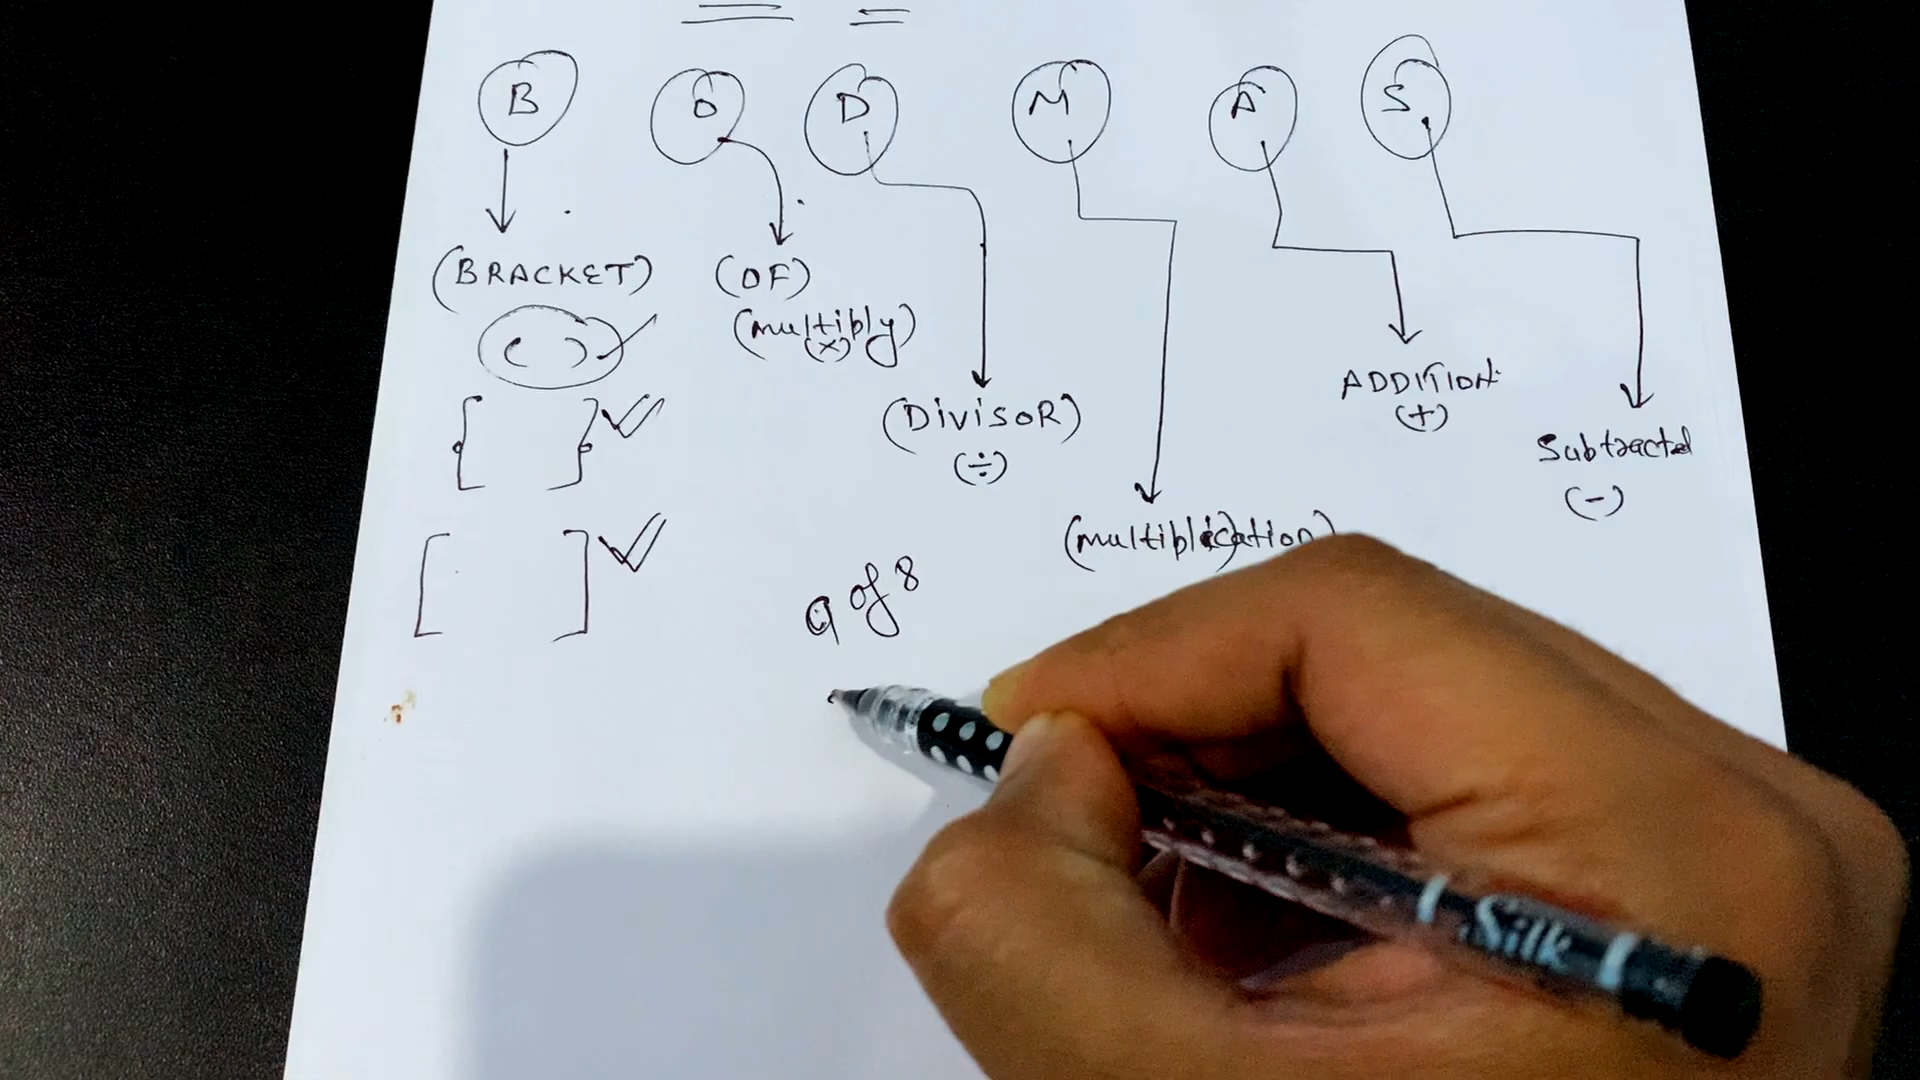 B O D M A S
(BRACKET) (OF)
( ) (multibly)
(×)
{ } (DiviSOR) ADDITION
(÷) (+)
Subtracted
(-)
[ ] (multiblication)
9 of 8
Silk